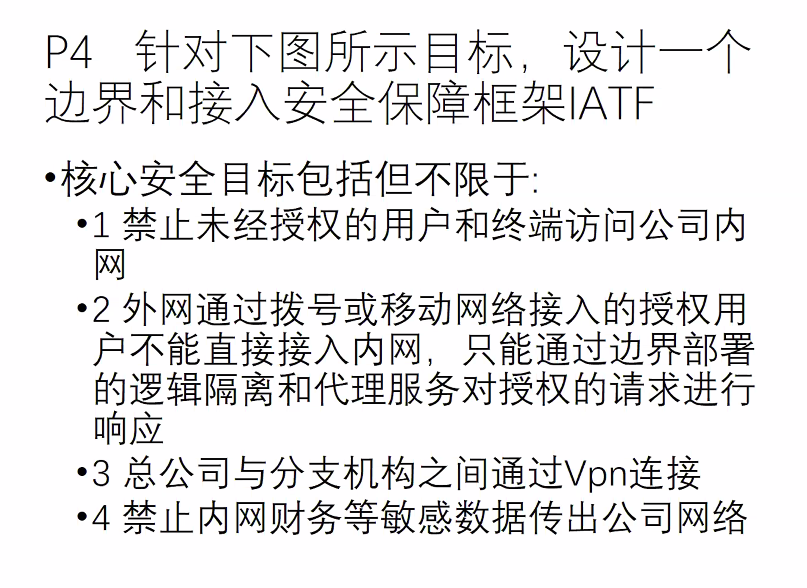 P4 针对下图所示目标，设计一个
边界和接入安全保障框架IATF
•核心安全目标包括但不限于:
•1 禁止未经授权的用户和终端访问公司内
网
•2 外网通过拨号或移动网络接入的授权用
户不能直接接入内网，只能通过边界部署
的逻辑隔离和代理服务对授权的请求进行
响应
•3 总公司与分支机构之间通过Vpn连接
•4 禁止内网财务等敏感数据传出公司网络